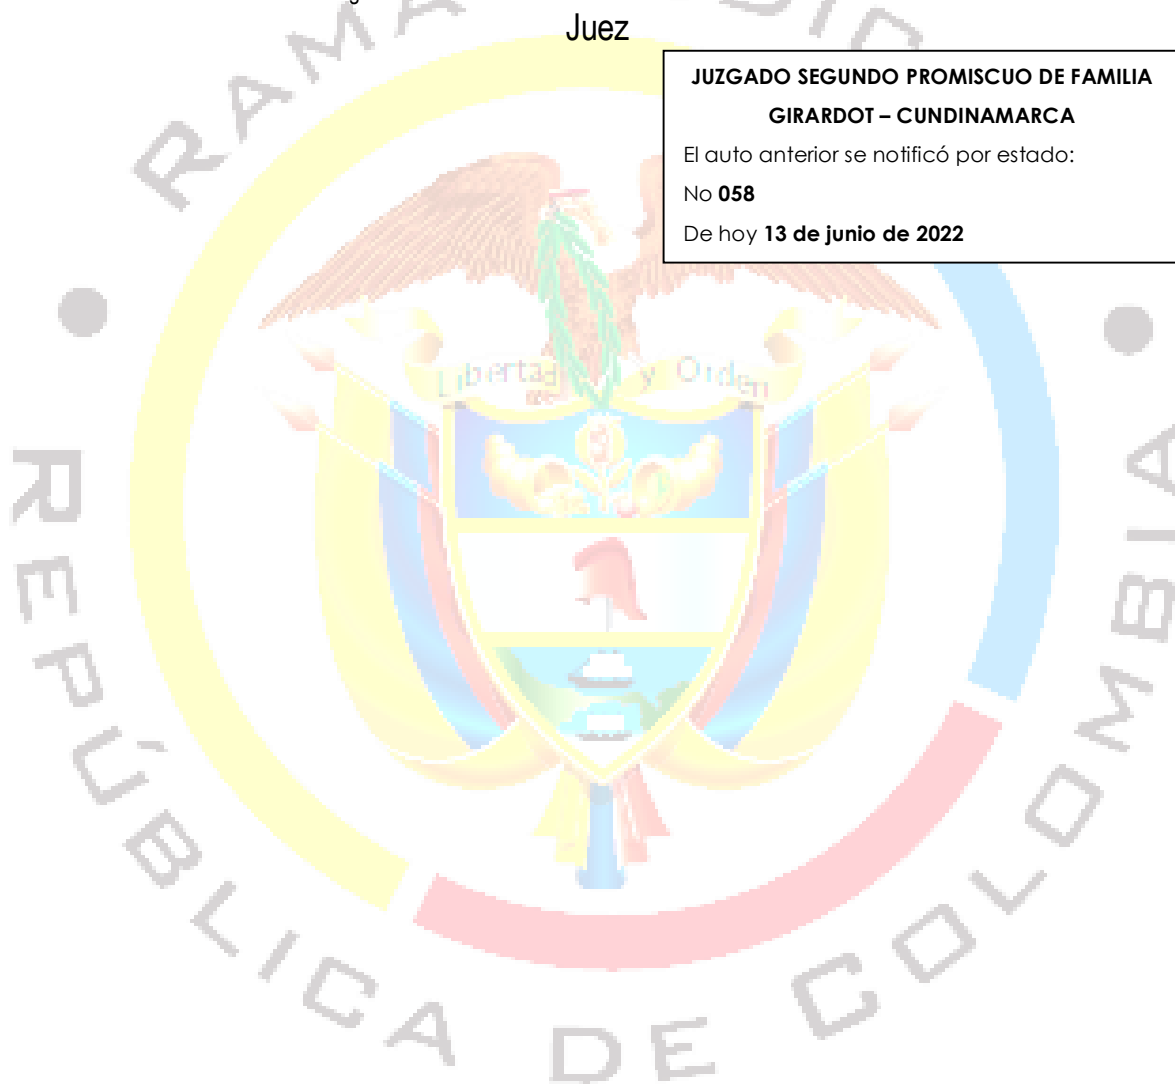 Juez
JUZGADO SEGUNDO PROMISCUO DE FAMILIA
GIRARDOT – CUNDINAMARCA
El auto anterior se notificó por estado:
No 058
De hoy 13 de junio de 2022
Libertad y Orden
REPÚBLICA DE COLOMBIA